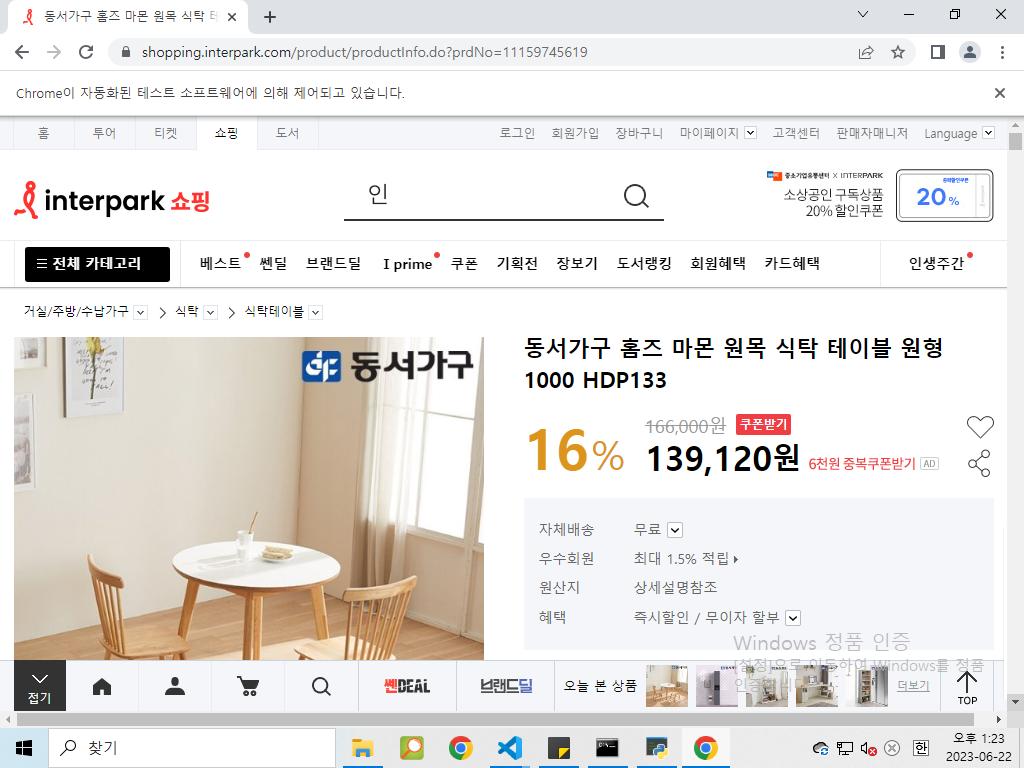 동서가구 홈즈 마몬 원목 식탁 테
shopping.interpark.com/product/productInfo.do?prdNo=11159745619
Chrome이 자동화된 테스트 소프트웨어에 의해 제어되고 있습니다.
홈 투어 티켓 쇼핑 도서 로그인 회원가입 장바구니 마이페이지 고객센터 판매자매니저 Language
interpark 쇼핑
인
중소기업유통센터 X INTERPARK
소상공인 구독상품
20% 할인쿠폰
20%
전체 카테고리 베스트 쎈딜 브랜드딜 I prime 쿠폰 기획전 장보기 도서랭킹 회원혜택 카드혜택 인생주간
거실/주방/수납가구 식탁 식탁테이블
동서가구
동서가구 홈즈 마몬 원목 식탁 테이블 원형
1000 HDP133
16%
166,000원 쿠폰받기
139,120원 6천원 중복쿠폰받기 AD
자체배송 무료
우수회원 최대 1.5% 적립
원산지 상세설명참조
혜택 즉시할인 / 무이자 할부
Windows 정품 인증
[설정]으로 이동하여 Windows를 정품
인증합니다.
접기
쎈DEAL 브랜드딜 오늘 본 상품 더보기 TOP
찾기
한
오후 1:23
2023-06-22